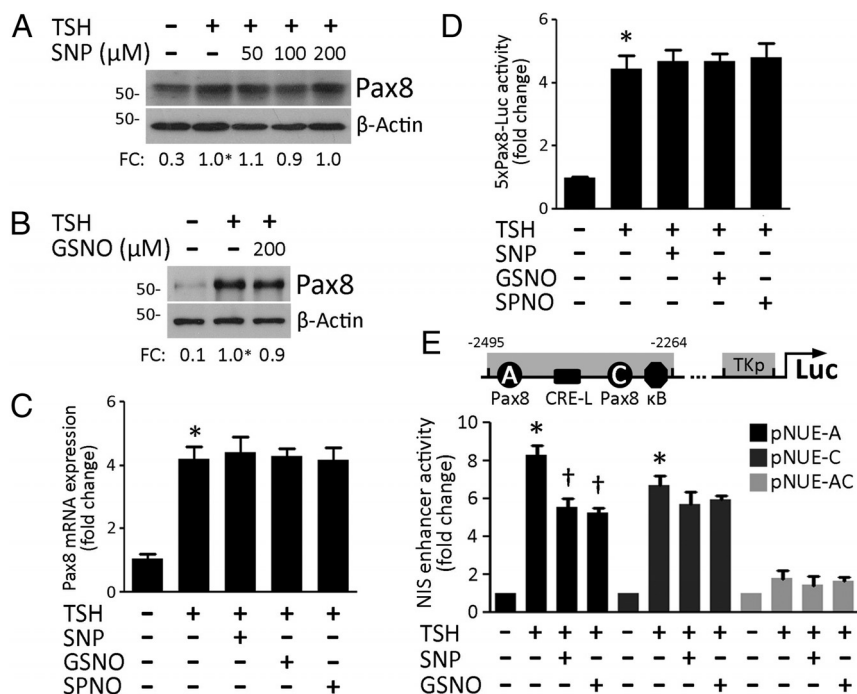 A
TSH - + + + +
SNP (μM) 50 100 200
50- Pax8
50- β-Actin
FC: 0.3 1.0* 1.1 0.9 1.0
B
TSH - + +
GSNO (μM) 200
50- Pax8
50- β-Actin
FC: 0.1 1.0* 0.9
C
Pax8 mRNA expression
(fold change)
6
4
2
0
*
TSH - + + + +
SNP - - + - -
GSNO - - - + -
SPNO - - - - +
D
5xPax8-Luc activity
(fold change)
6
4
2
0
*
TSH - + + + +
SNP - - + - -
GSNO - - - + -
SPNO - - - - +
E
-2495 -2264
A C TKp Luc
Pax8 CRE-L Pax8 κB ...
NIS enhancer activity
(fold change)
10
8
6
4
2
0
* † † *
pNUE-A
pNUE-C
pNUE-AC
TSH - + + + - + + + - + + +
SNP - - + - - - + - - - + -
GSNO - - - + - - - + - - - +